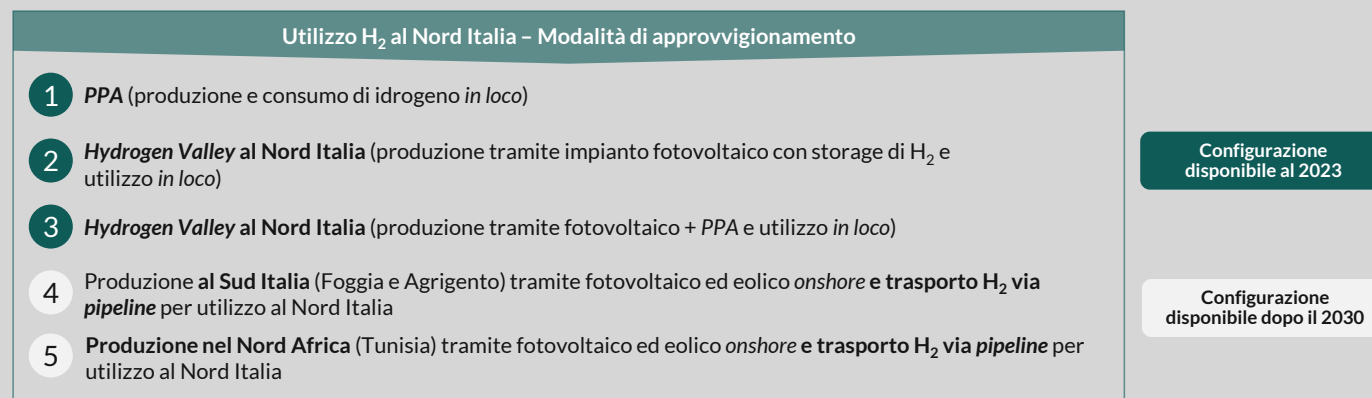 Utilizzo H₂ al Nord Italia – Modalità di approvvigionamento
1 PPA (produzione e consumo di idrogeno in loco)
2 Hydrogen Valley al Nord Italia (produzione tramite impianto fotovoltaico con storage di H₂ e
utilizzo in loco)
3 Hydrogen Valley al Nord Italia (produzione tramite fotovoltaico + PPA e utilizzo in loco)
4 Produzione al Sud Italia (Foggia e Agrigento) tramite fotovoltaico ed eolico onshore e trasporto H₂ via
pipeline per utilizzo al Nord Italia
5 Produzione nel Nord Africa (Tunisia) tramite fotovoltaico ed eolico onshore e trasporto H₂ via pipeline per
utilizzo al Nord Italia
Configurazione
disponibile al 2023
Configurazione
disponibile dopo il 2030